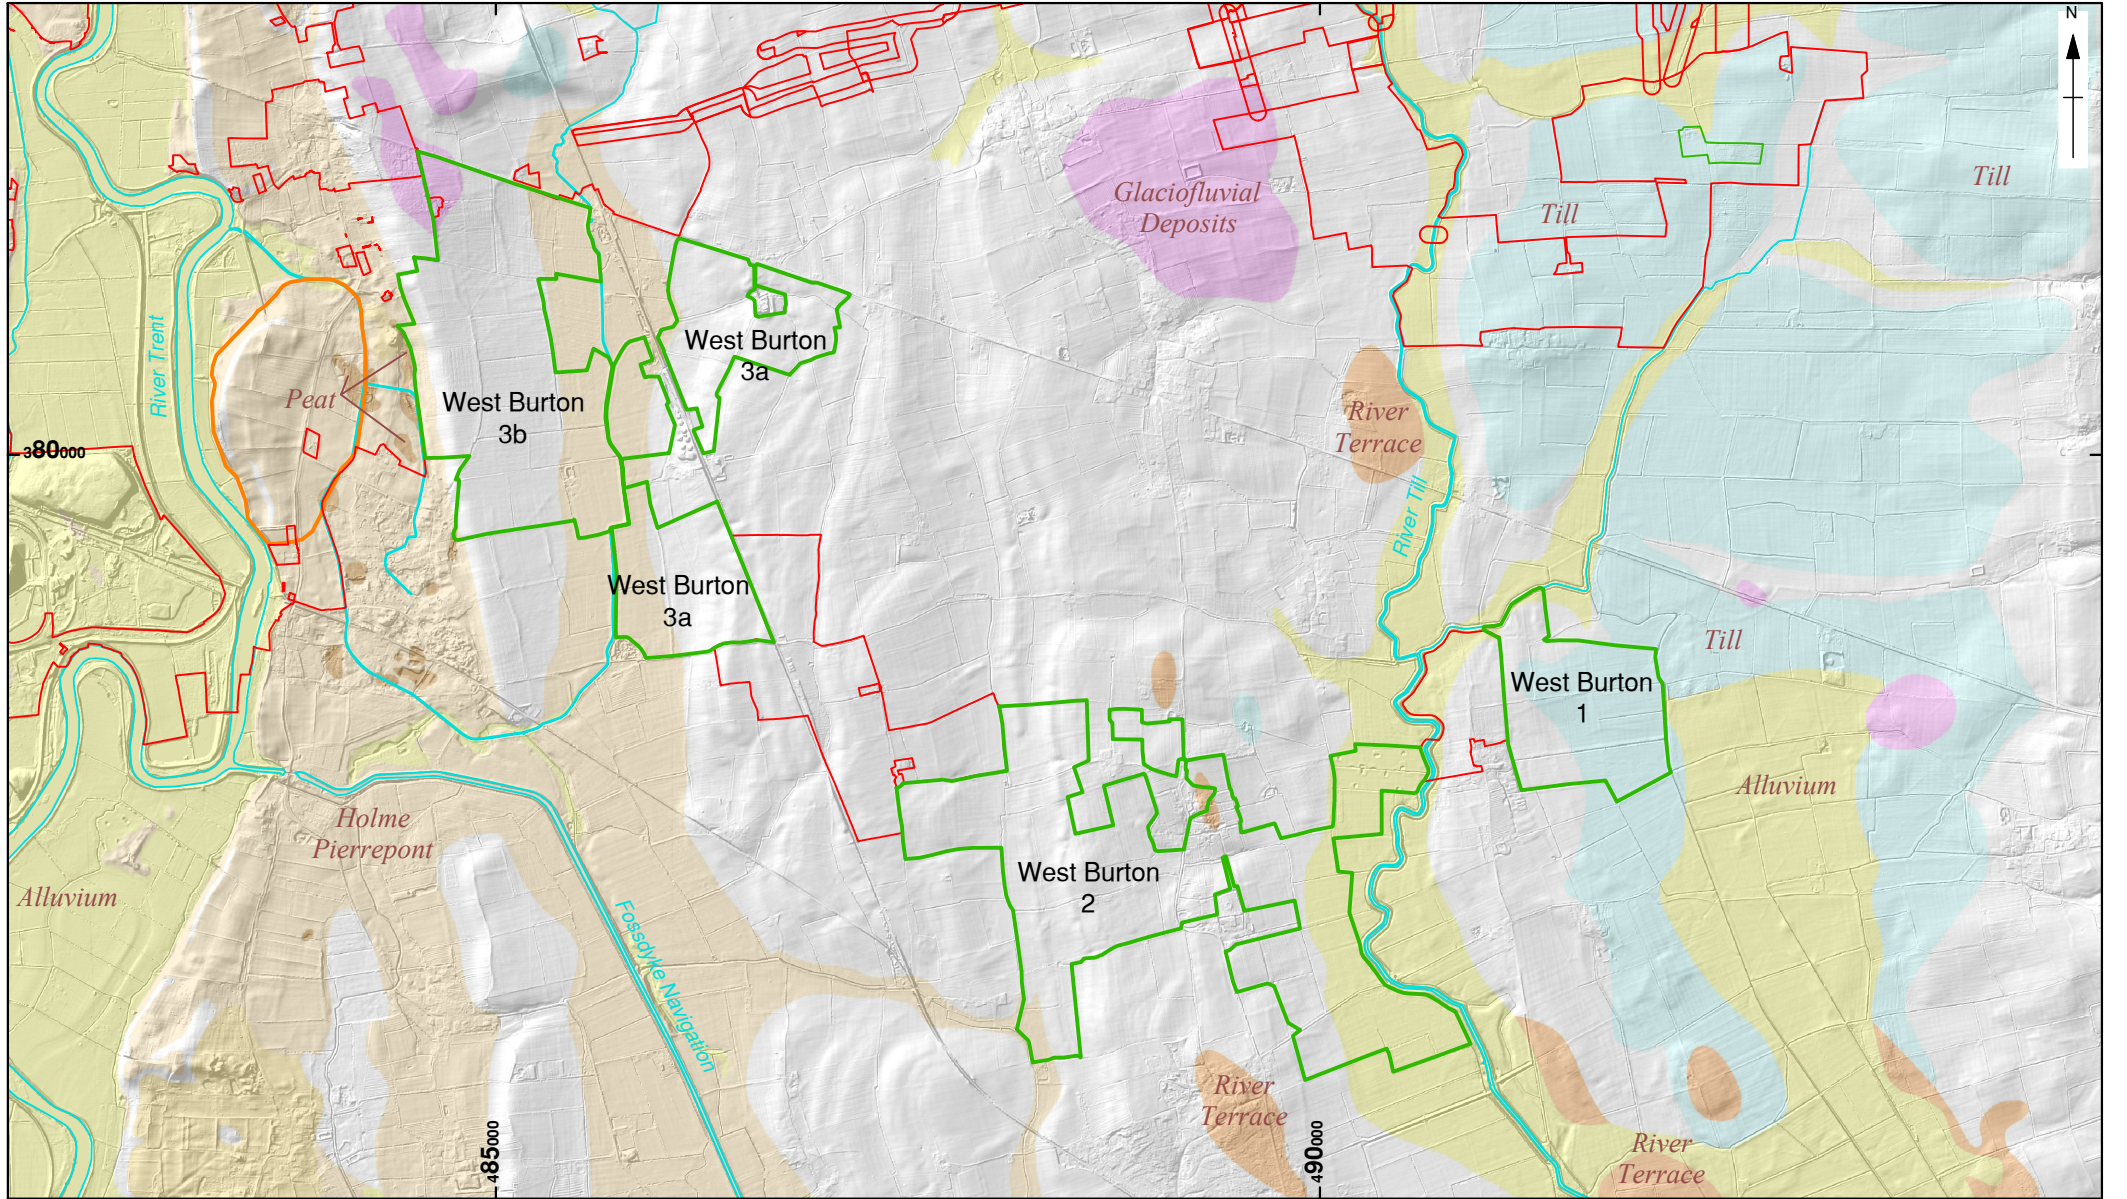 N
Till
Glaciofluvial
Deposits
Till
River Trent
West Burton
3a
Peat
West Burton
3b
River
Terrace
380000
River Till
West Burton
3a
Till
West Burton
1
Alluvium
Holme
Pierrepont
West Burton
2
Alluvium
Fossdyke Navigation
River
Terrace
485000
490000
River
Terrace